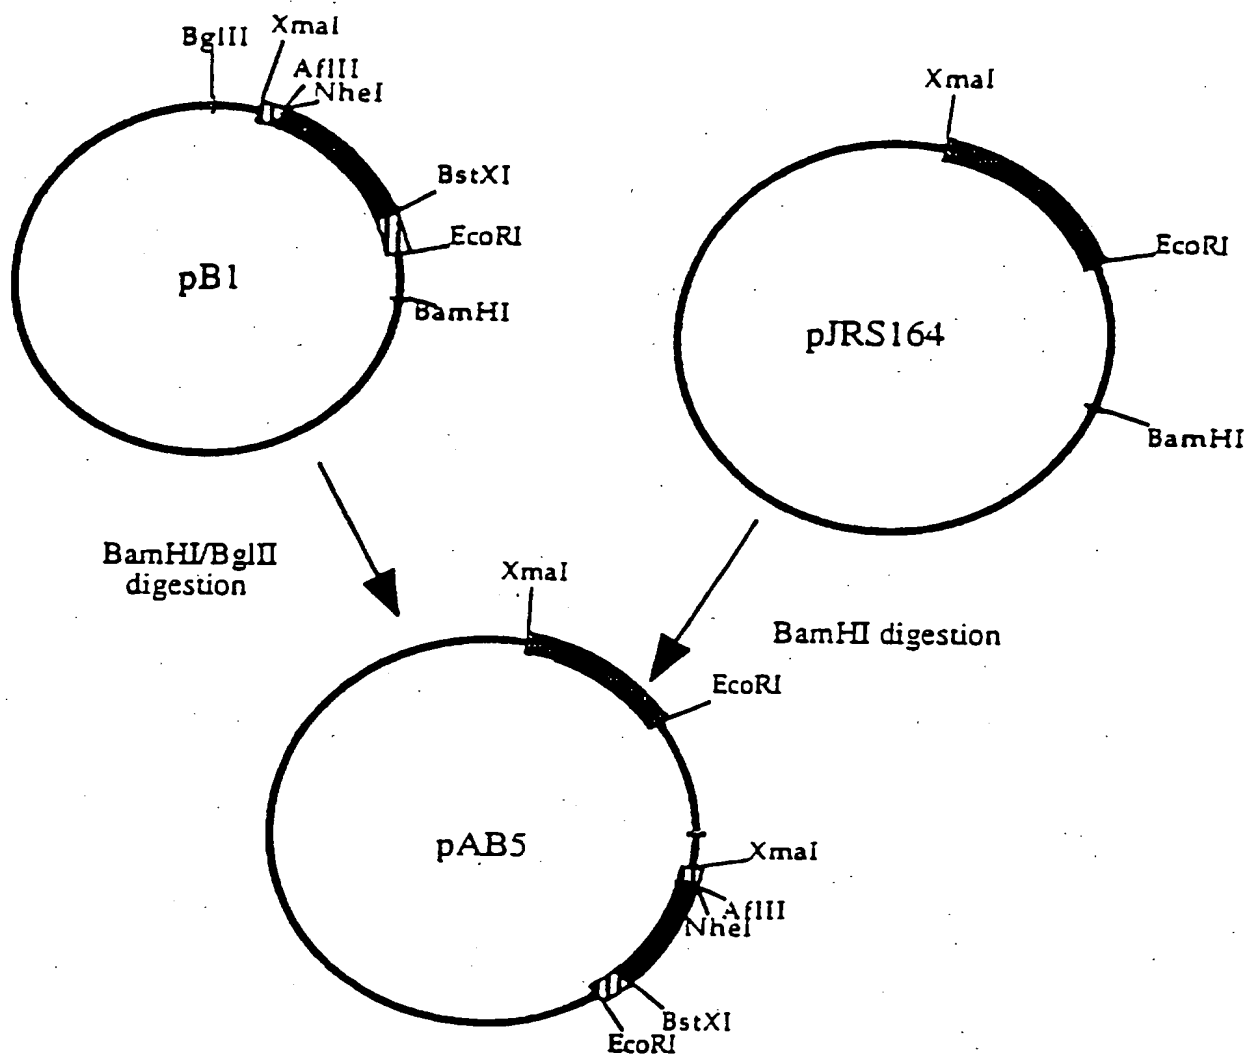 BglII
XmaI
AflII
NheI
BstXI
EcoRI
BamHI
pB1
XmaI
EcoRI
BamHI
pJRS164
BamHI/BglII
digestion
BamHI digestion
XmaI
EcoRI
pAB5
XmaI
AflII
NheI
BstXI
EcoRI